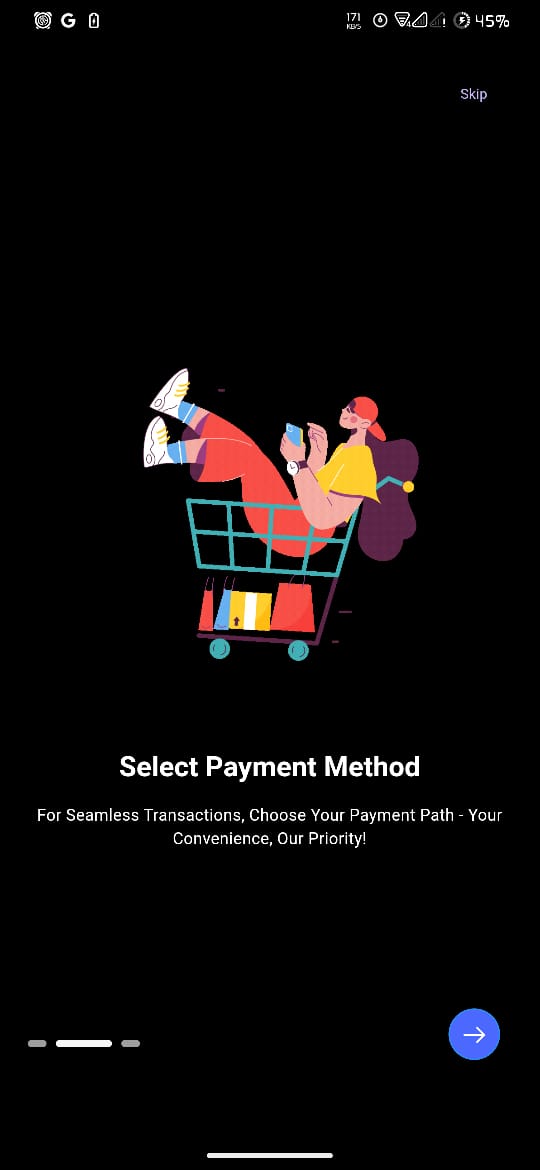 171
KB/S
45%
Skip
Select Payment Method
For Seamless Transactions, Choose Your Payment Path - Your
Convenience, Our Priority!